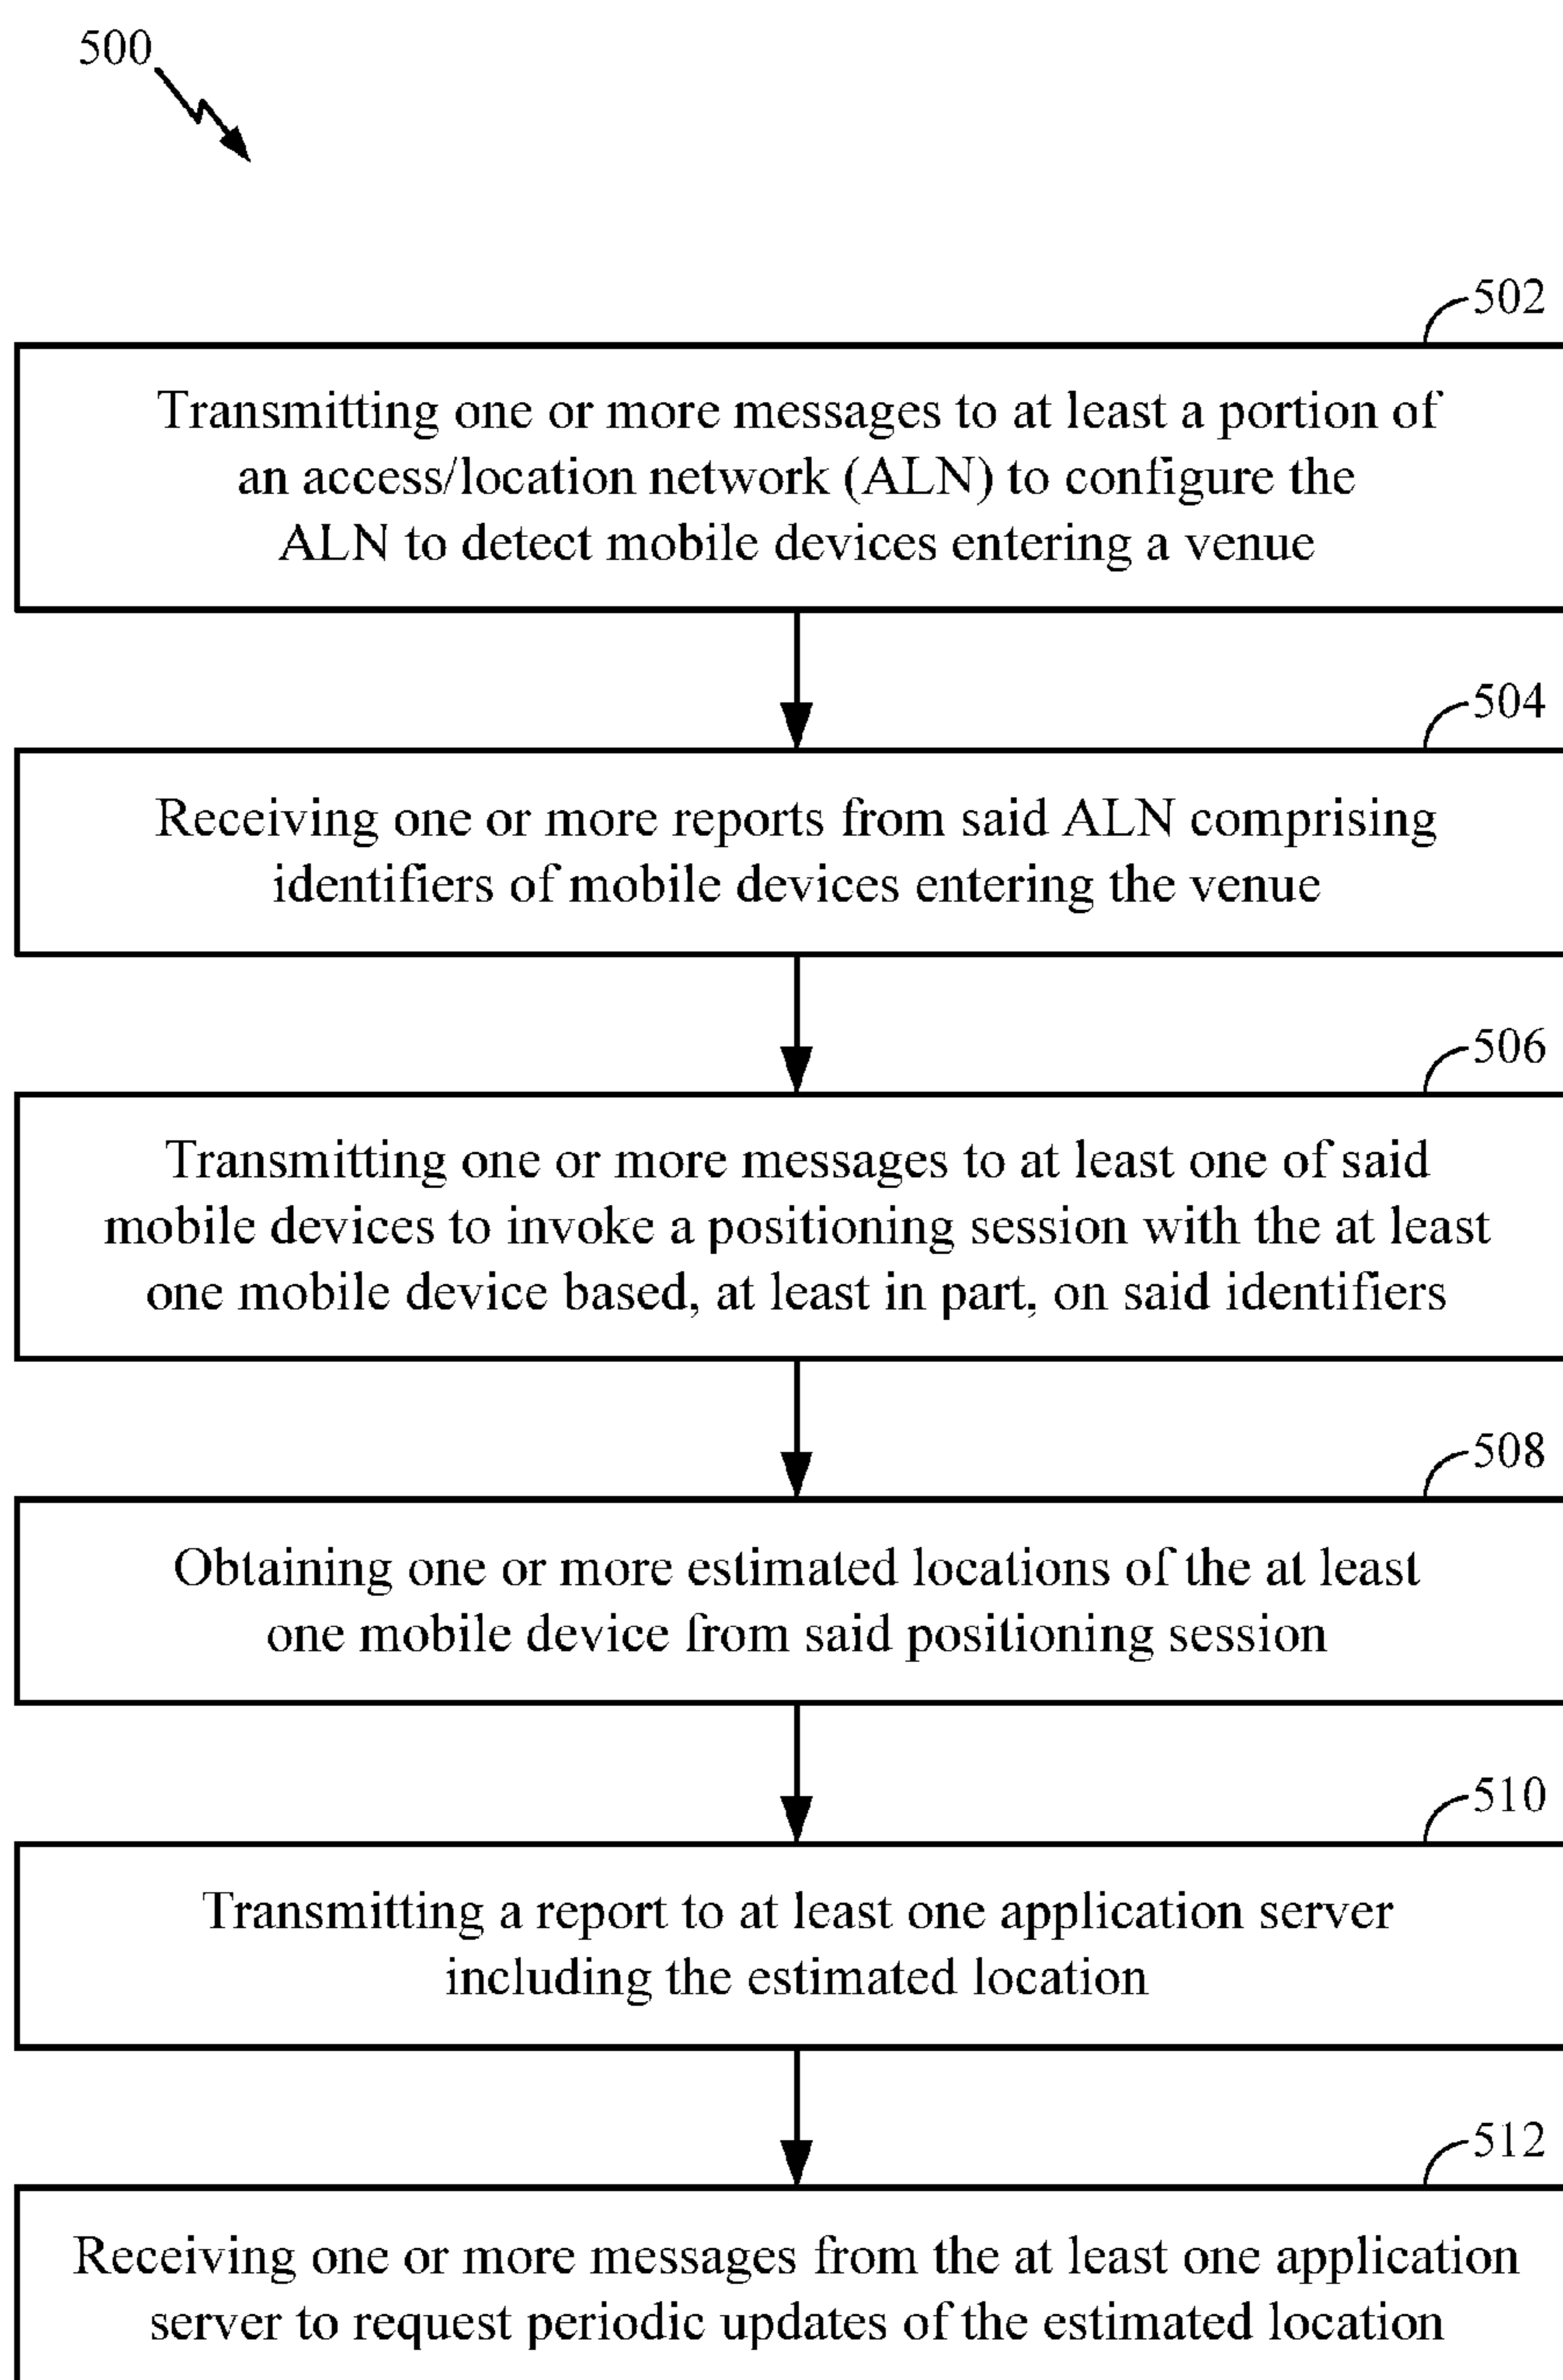 500
502
Transmitting one or more messages to at least a portion of
an access/location network (ALN) to configure the
ALN to detect mobile devices entering a venue
504
Receiving one or more reports from said ALN comprising
identifiers of mobile devices entering the venue
506
Transmitting one or more messages to at least one of said
mobile devices to invoke a positioning session with the at least
one mobile device based, at least in part, on said identifiers
508
Obtaining one or more estimated locations of the at least
one mobile device from said positioning session
510
Transmitting a report to at least one application server
including the estimated location
512
Receiving one or more messages from the at least one application
server to request periodic updates of the estimated location